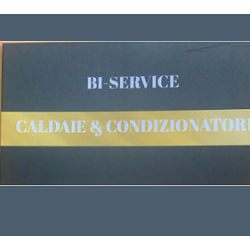 BI-SERVICE
CALDAIE & CONDIZIONATORI